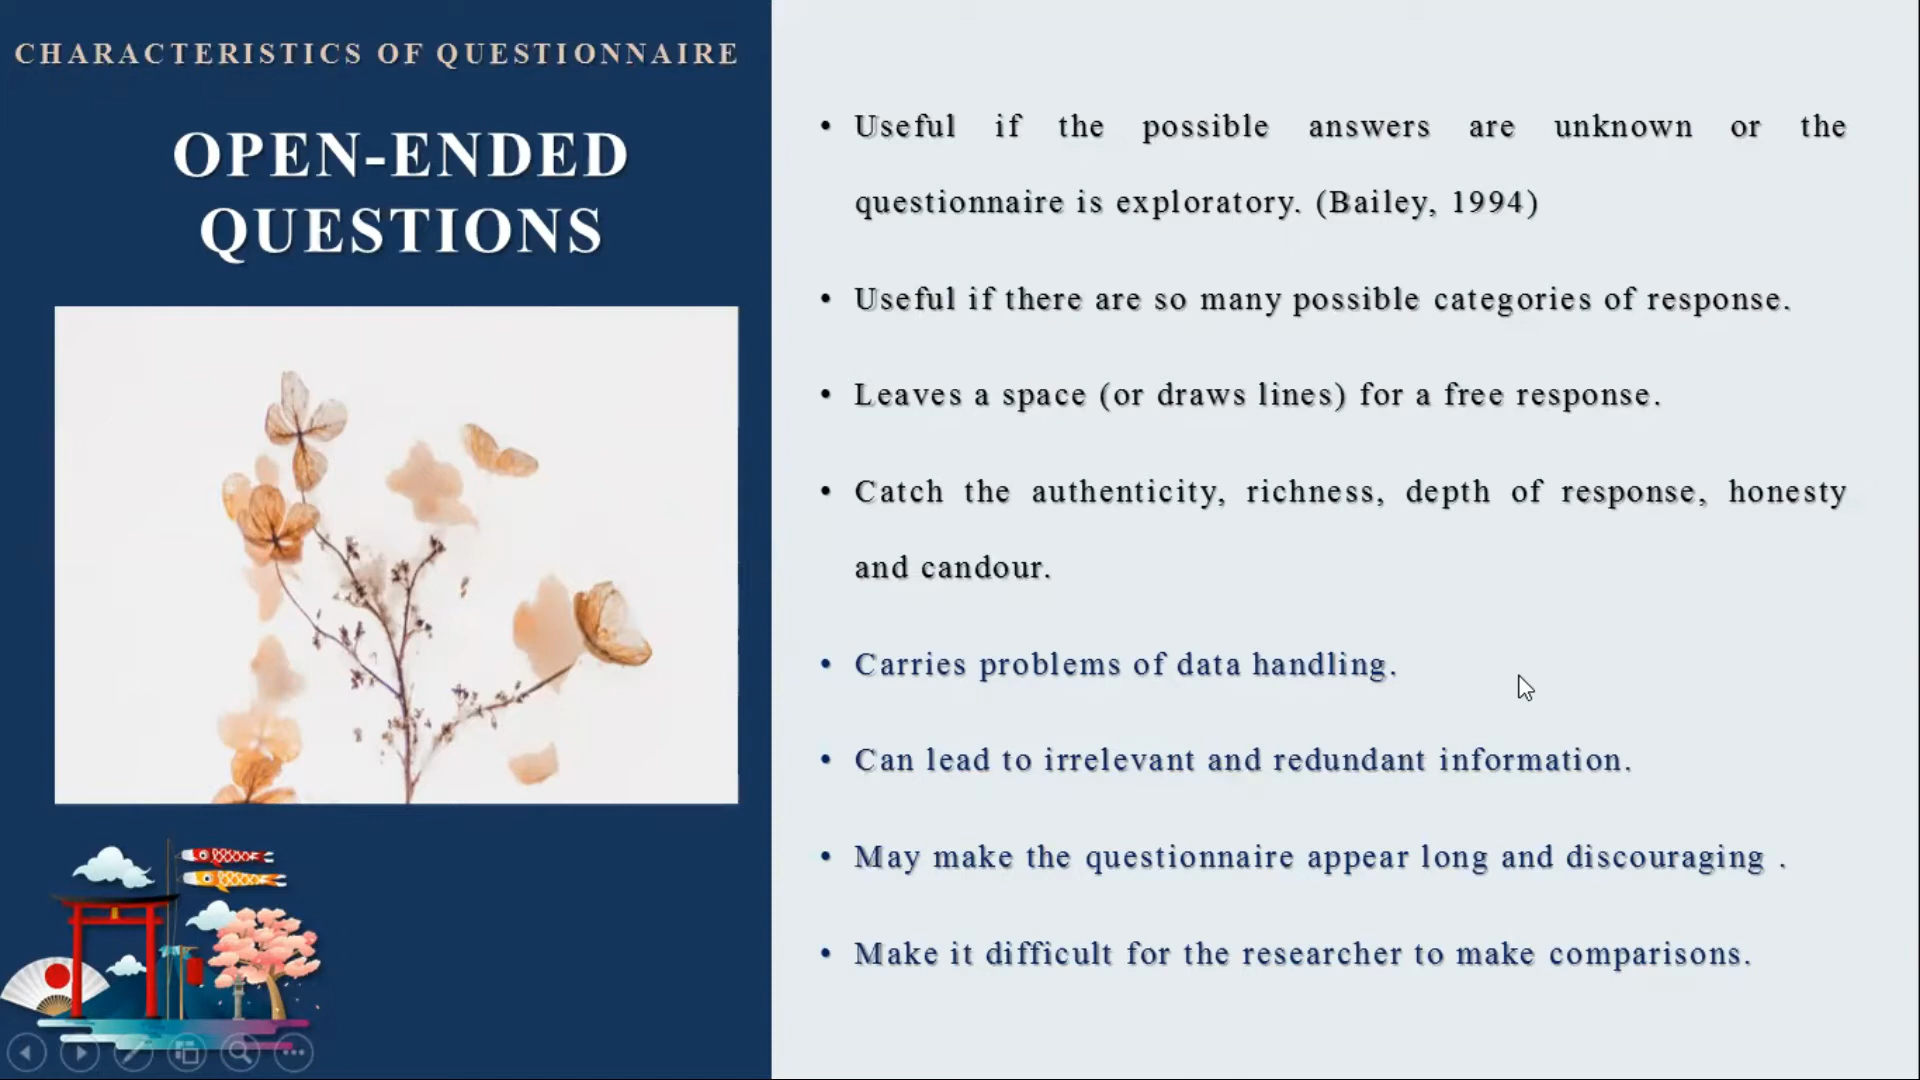 CHARACTERISTICS OF QUESTIONNAIRE
OPEN-ENDED
QUESTIONS
• Useful if the possible answers are unknown or the
questionnaire is exploratory. (Bailey, 1994)
• Useful if there are so many possible categories of response.
• Leaves a space (or draws lines) for a free response.
• Catch the authenticity, richness, depth of response, honesty
and candour.
• Carries problems of data handling.
• Can lead to irrelevant and redundant information.
• May make the questionnaire appear long and discouraging .
• Make it difficult for the researcher to make comparisons.